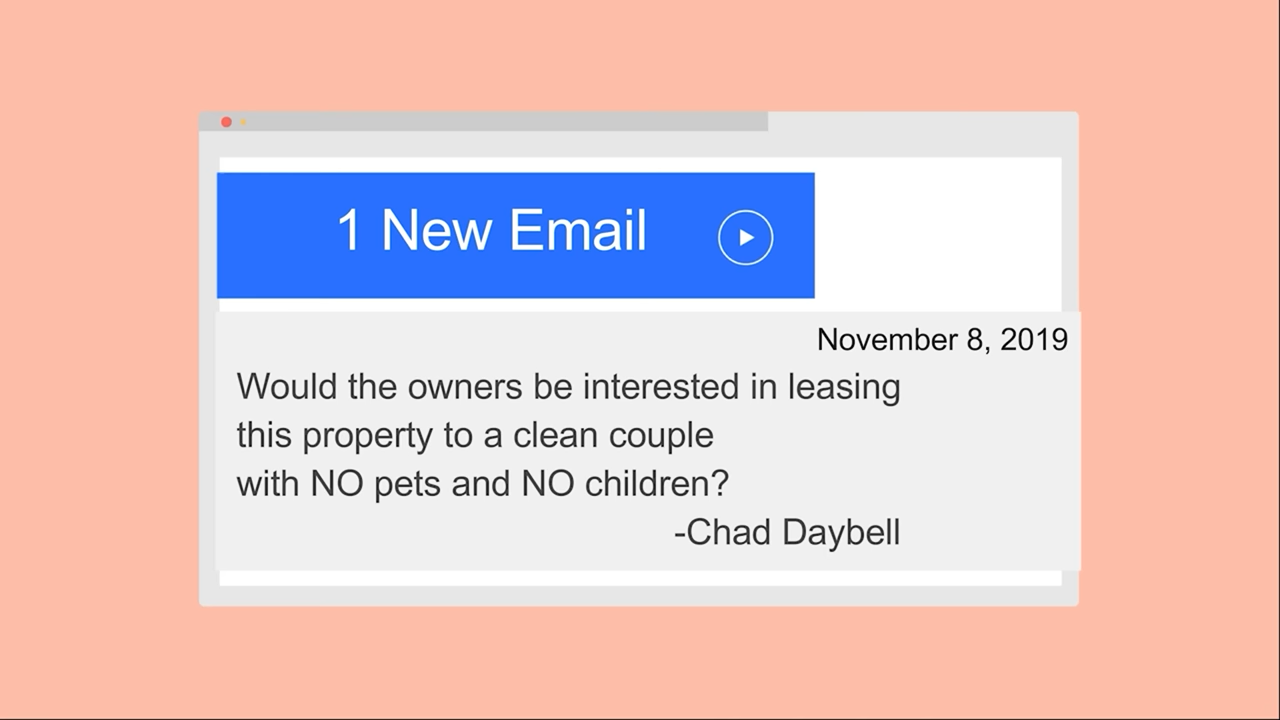 1 New Email
November 8, 2019
Would the owners be interested in leasing
this property to a clean couple
with NO pets and NO children?
-Chad Daybell